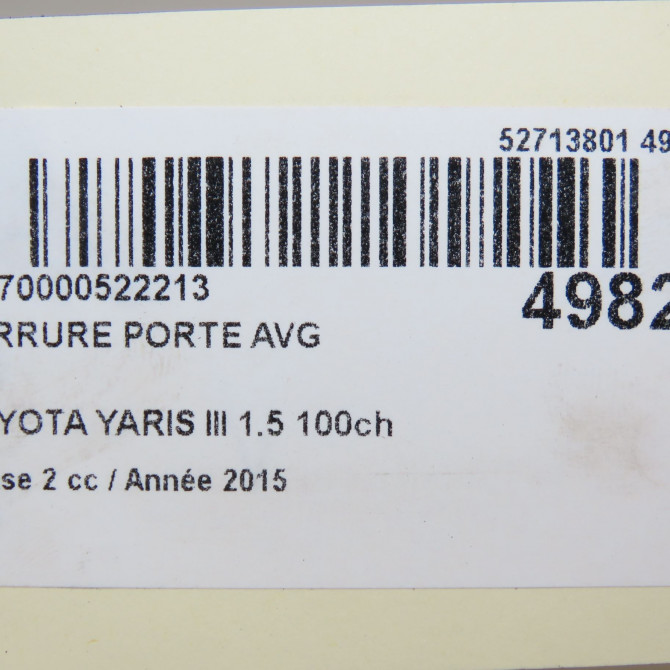 52713801 49
70000522213
4982
RRURE PORTE AVG
YOTA YARIS III 1.5 100ch
se 2 cc / Année 2015